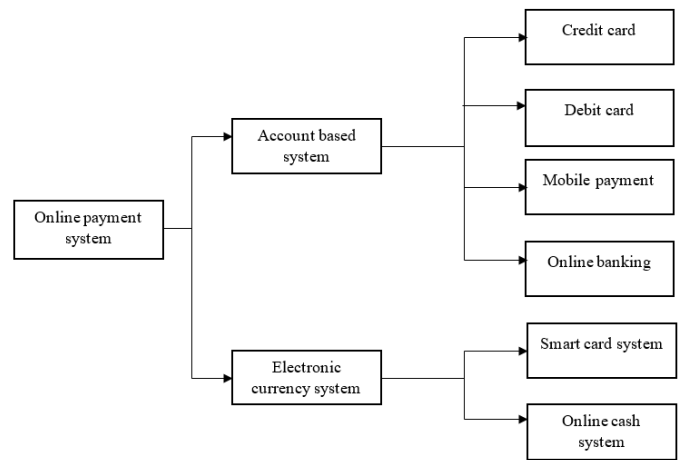 Online payment
system
Account based
system
Credit card
Debit card
Mobile payment
Online banking
Electronic
currency system
Smart card system
Online cash
system